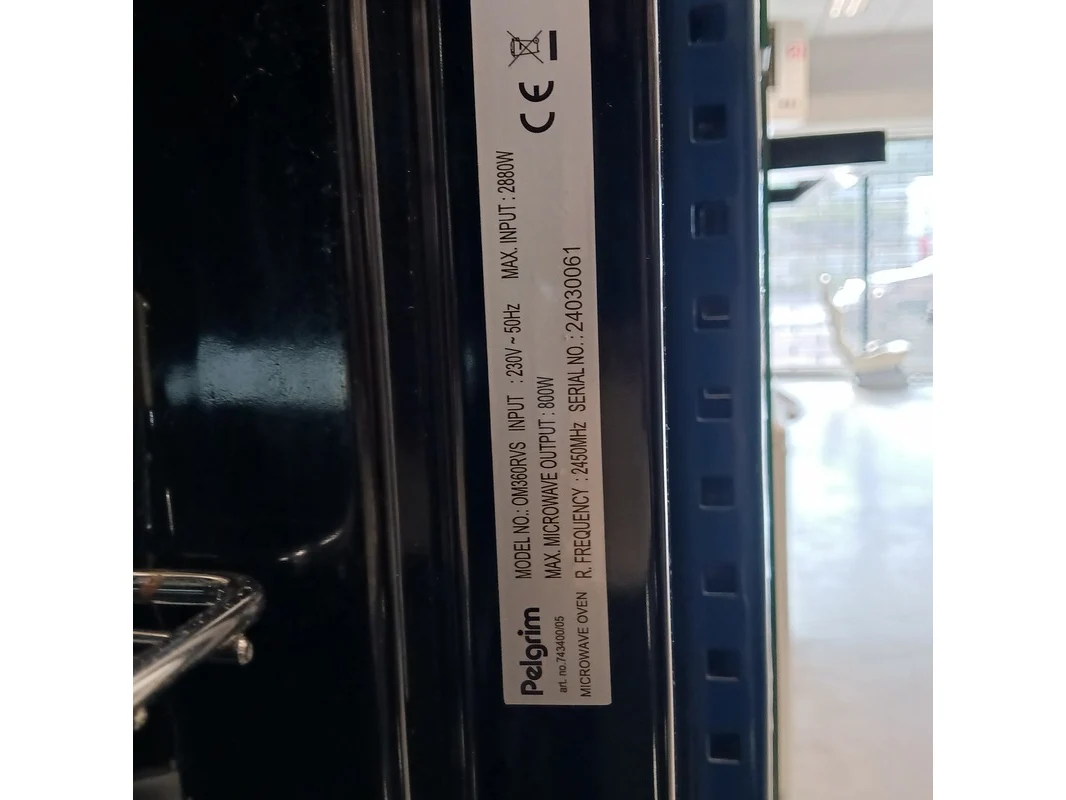 Pelgrim
art. no.743400/05
MICROWAVE OVEN
MODEL NO.: OM360RVS INPUT : 230V ~ 50Hz MAX. INPUT : 2880W
MAX. MICROWAVE OUTPUT : 800W
R. FREQUENCY : 2450MHz SERIAL NO. : 24030061
CE